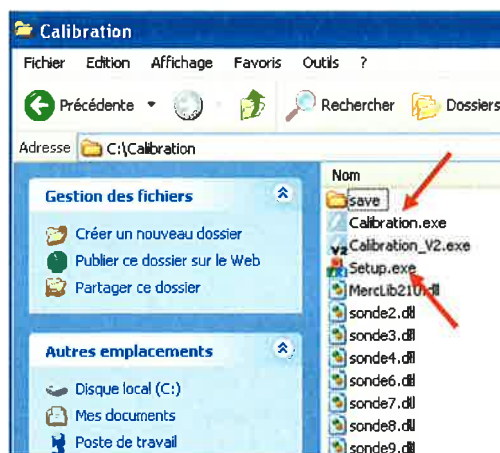 Calibration
Fichier Edition Affichage Favoris Outils ?
Précédente Rechercher Dossiers
Adresse C:\Calibration
Gestion des fichiers
Créer un nouveau dossier
Publier ce dossier sur le Web
Partager ce dossier
Autres emplacements
Disque local (C:)
Mes documents
Poste de travail
Nom
save
Calibration.exe
V2 Calibration_V2.exe
Setup.exe
MercLib210.dll
sonde2.dll
sonde3.dll
sonde4.dll
sonde6.dll
sonde7.dll
sonde8.dll
sonde9.dll